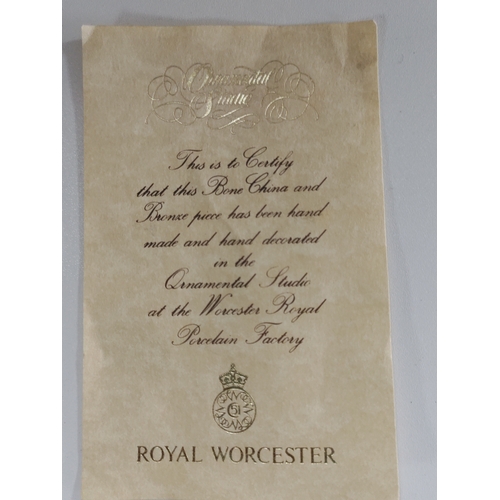 Ornamental
Studio
This is to Certify
that this Bone China and
Bronze piece has been hand
made and hand decorated
in the
Ornamental Studio
at the Worcester Royal
Porcelain Factory
51
ROYAL WORCESTER